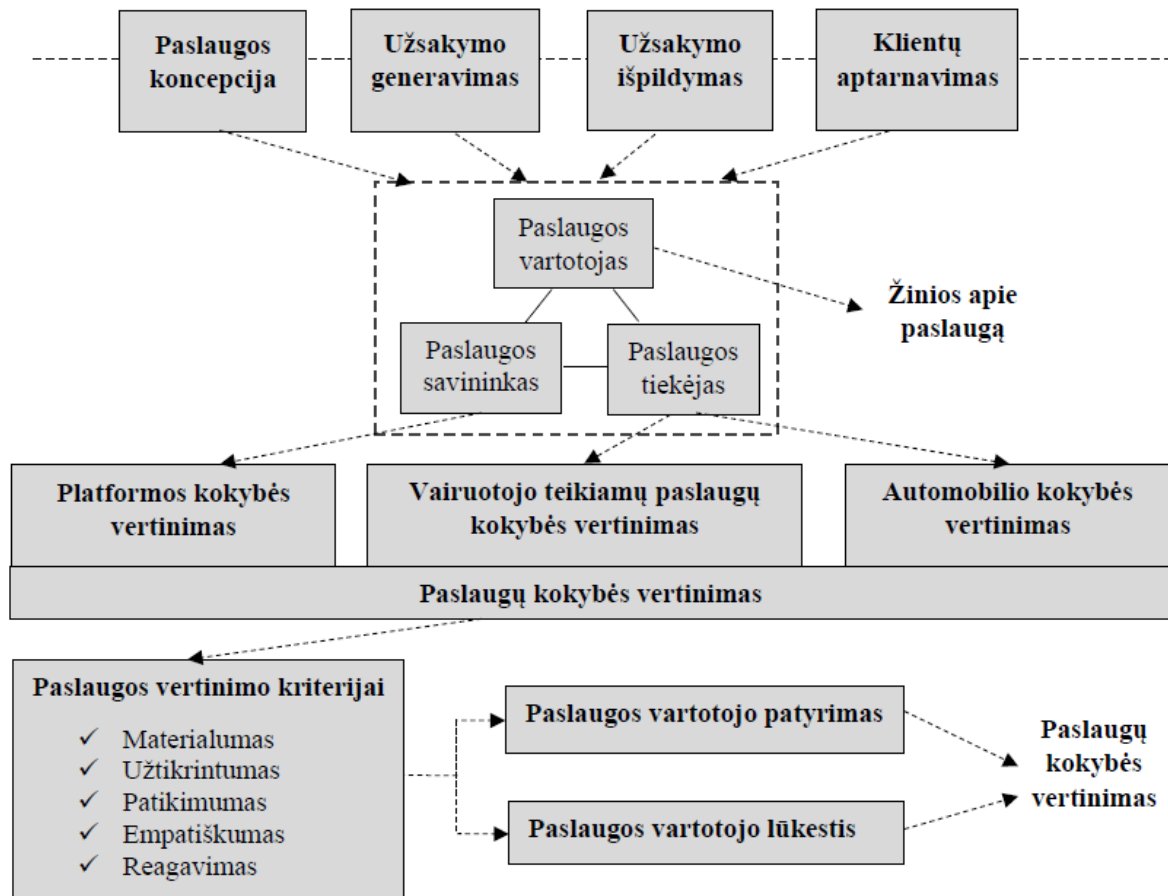 Paslaugos
koncepcija
Užsakymo
generavimas
Užsakymo
išpildymas
Klientų
aptarnavimas
Paslaugos
vartotojas
Žinios apie
paslaugą
Paslaugos
savininkas
Paslaugos
tiekėjas
Platformos kokybės
vertinimas
Vairuotojo teikiamų paslaugų
kokybės vertinimas
Automobilio kokybės
vertinimas
Paslaugų kokybės vertinimas
Paslaugos vertinimo kriterijai
✓ Materialumas
✓ Užtikrintumas
✓ Patikimumas
✓ Empatiškumas
✓ Reagavimas
Paslaugos vartotojo patyrimas
Paslaugos vartotojo lūkestis
Paslaugų
kokybės
vertinimas